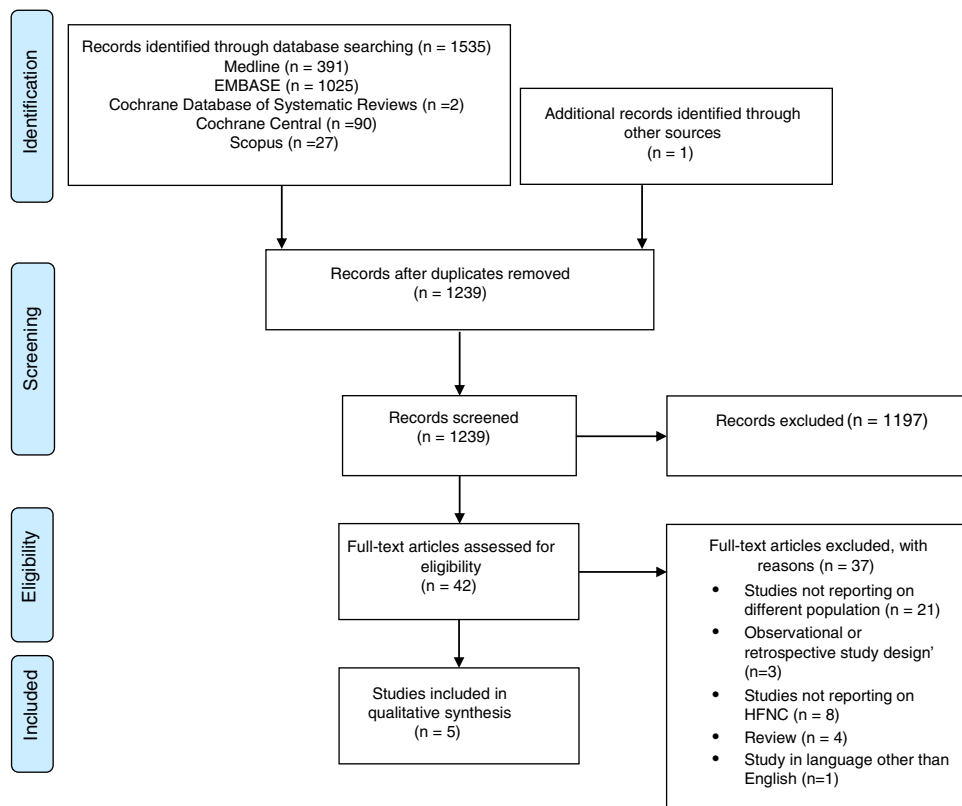 Identification
Records identified through database searching (n = 1535)
Medline (n = 391)
EMBASE (n = 1025)
Cochrane Database of Systematic Reviews (n =2)
Cochrane Central (n =90)
Scopus (n =27)
Additional records identified through
other sources
(n = 1)
Screening
Records after duplicates removed
(n = 1239)
Records screened
(n = 1239)
Records excluded (n = 1197)
Eligibility
Full-text articles assessed for
eligibility
(n = 42)
Full-text articles excluded, with
reasons (n = 37)
• Studies not reporting on
different population (n = 21)
• Observational or
retrospective study design’
(n=3)
• Studies not reporting on
HFNC (n = 8)
• Review (n = 4)
• Study in language other than
English (n=1)
Included
Studies included in
qualitative synthesis
(n = 5)